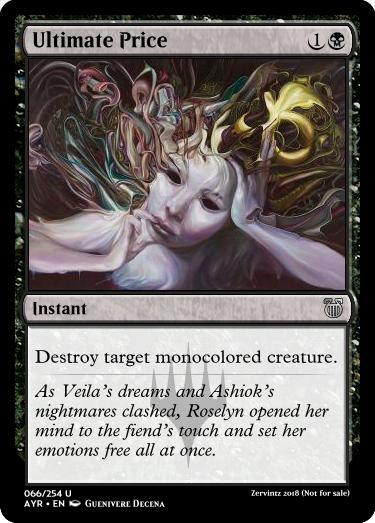 Ultimate Price 1
Instant
Destroy target monocolored creature.
As Veila's dreams and Ashiok's
nightmares clashed, Roselyn opened her
mind to the fiend's touch and set her
emotions free all at once.
066/254 U
AYR • EN Guenivere Decena
Zervintz 2018 (Not for sale)